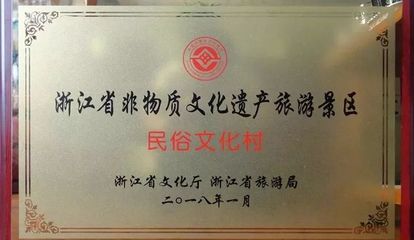 浙江省非物质文化遗产旅游景区
民俗文化村
浙江省文化厅 浙江省旅游局
二〇一八年一月